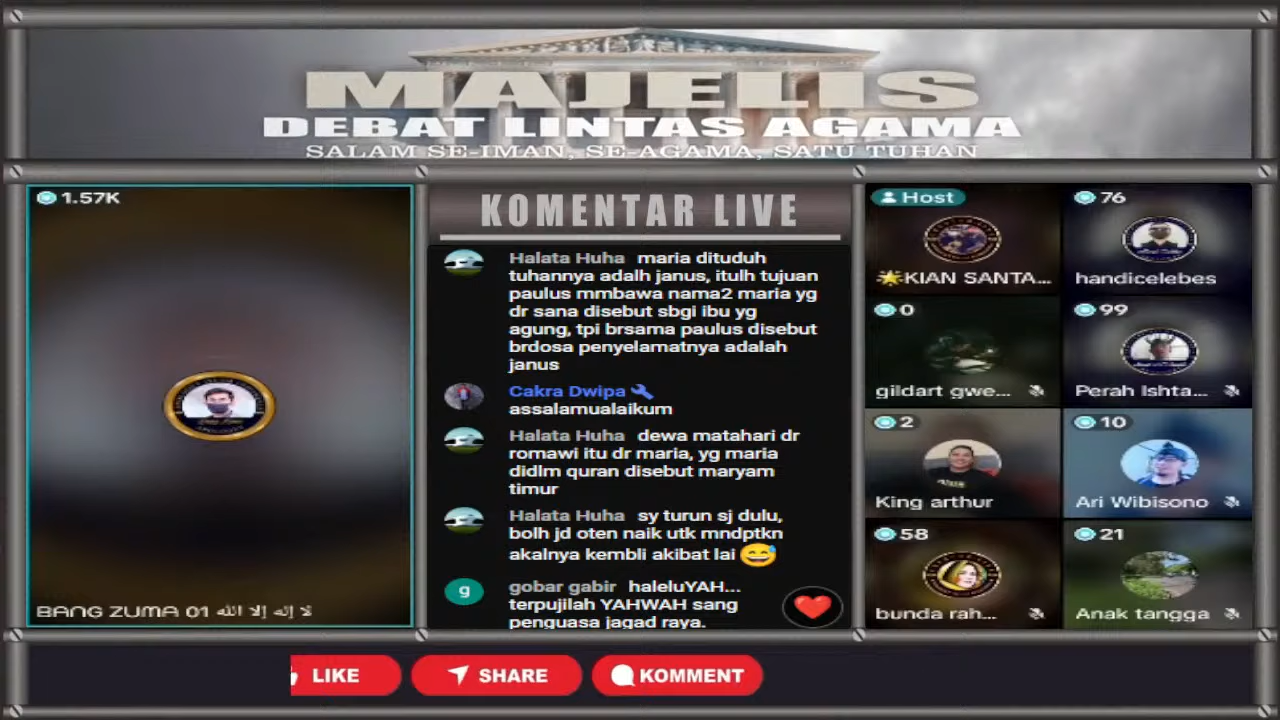 MAJELIS
DEBAT LINTAS AGAMA
SALAM SE-IMAN, SE-AGAMA, SATU TUHAN
1.57K
BANG ZUMA 01 لا إله إلا الله
KOMENTAR LIVE
Halata Huha maria dituduh
tuhannya adalh janus, itulh tujuan
paulus mmbawa nama2 maria yg
dr sana disebut sbgi ibu yg
agung, tpi brsama paulus disebut
brdosa penyelamatnya adalah
janus
Cakra Dwipa
assalamualaikum
Halata Huha dewa matahari dr
romawi itu dr maria, yg maria
didlm quran disebut maryam
timur
Halata Huha sy turun sj dulu,
bolh jd oten naik utk mndptkn
akalnya kembli akibat lai 😅
g
gobar gabir haleluYAH...
terpujilah YAHWAH sang
penguasa jagad raya.
Host
🌟KIAN SANTA...
76
handicelebes
0
gildart gwe...
99
Perah Ishta...
2
King arthur
10
Ari Wibisono
58
bunda rah...
21
Anak tangga
LIKE
SHARE
KOMMENT